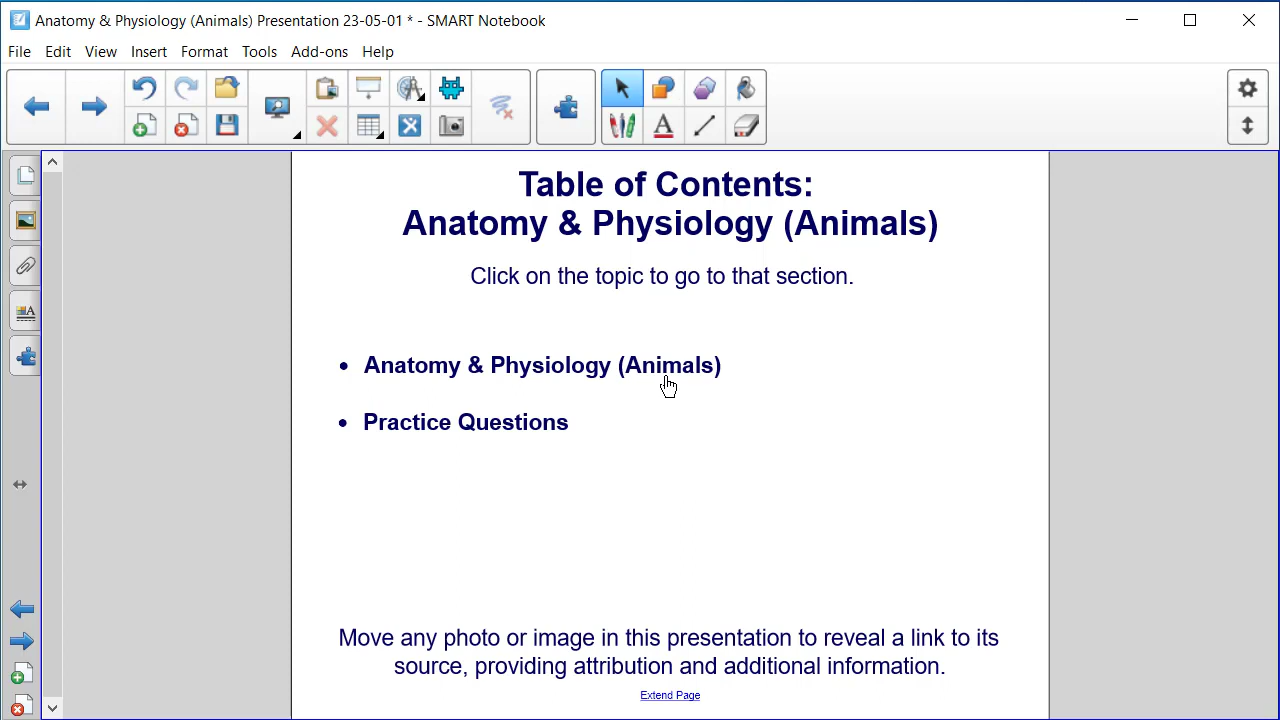 Anatomy & Physiology (Animals) Presentation 23-05-01 * - SMART Notebook
File Edit View Insert Format Tools Add-ons Help
Table of Contents:
Anatomy & Physiology (Animals)
Click on the topic to go to that section.
• Anatomy & Physiology (Animals)
• Practice Questions
Move any photo or image in this presentation to reveal a link to its
source, providing attribution and additional information.
Extend Page